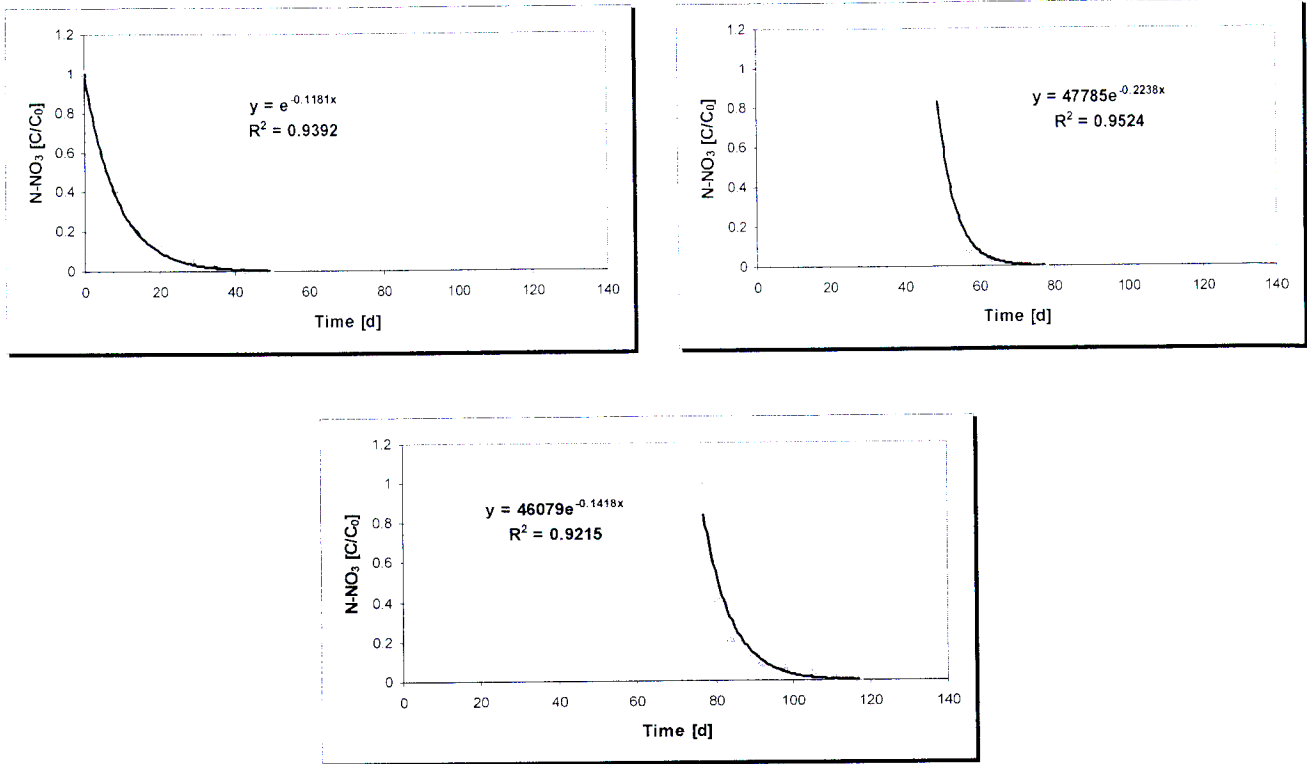 1.2
1
0.8
0.6
0.4
0.2
0
N-NO₃ [C/C₀]
y = e^-0.1181x
R² = 0.9392
0 20 40 60 80 100 120 140
Time [d]
1.2
1
0.8
0.6
0.4
0.2
0
N-NO₃ [C/C₀]
y = 47785e^-0.2238x
R² = 0.9524
0 20 40 60 80 100 120 140
Time [d]
1.2
1
0.8
0.6
0.4
0.2
0
N-NO₃ [C/C₀]
y = 46079e^-0.1418x
R² = 0.9215
0 20 40 60 80 100 120 140
Time [d]